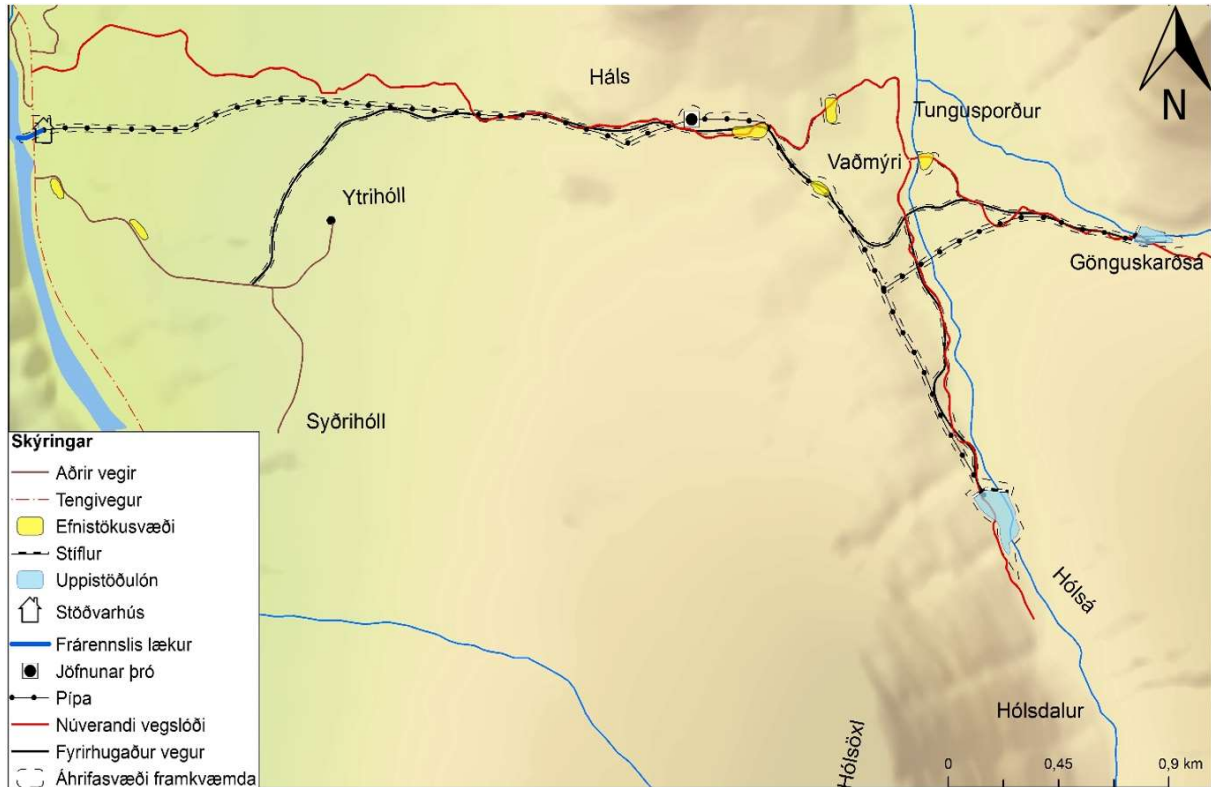 Háls
Tungusporður
N
Vaðmýri
Ytrihóll
Gönguskarðsá
Syðrihóll
Skýringar
Aðrir vegir
Tengivegur
Efnistökusvæði
Stíflur
Uppistöðulón
Stöðvarhús
Frárennslis lækur
Jöfnunar þró
Pípa
Núverandi vegslóði
Fyrirhugaður vegur
Áhrifasvæði framkvæmda
Hólsá
Hólsdalur
Hólsöxl
0 0,45 0,9 km